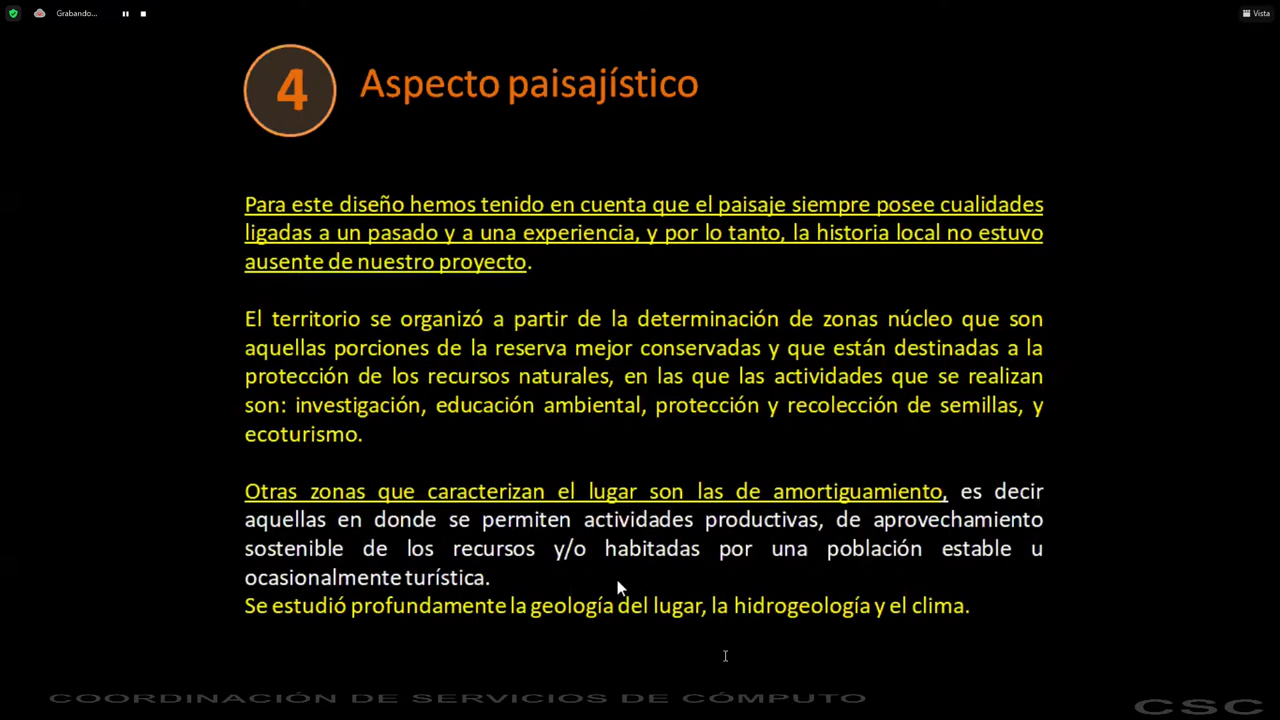 Grabando...
Vista
4
Aspecto paisajístico
Para este diseño hemos tenido en cuenta que el paisaje siempre posee cualidades
ligadas a un pasado y a una experiencia, y por lo tanto, la historia local no estuvo
ausente de nuestro proyecto.
El territorio se organizó a partir de la determinación de zonas núcleo que son
aquellas porciones de la reserva mejor conservadas y que están destinadas a la
protección de los recursos naturales, en las que las actividades que se realizan
son: investigación, educación ambiental, protección y recolección de semillas, y
ecoturismo.
Otras zonas que caracterizan el lugar son las de amortiguamiento, es decir
aquellas en donde se permiten actividades productivas, de aprovechamiento
sostenible de los recursos y/o habitadas por una población estable u
ocasionalmente turística.
Se estudió profundamente la geología del lugar, la hidrogeología y el clima.
COORDINACIÓN DE SERVICIOS DE CÓMPUTO
CSC